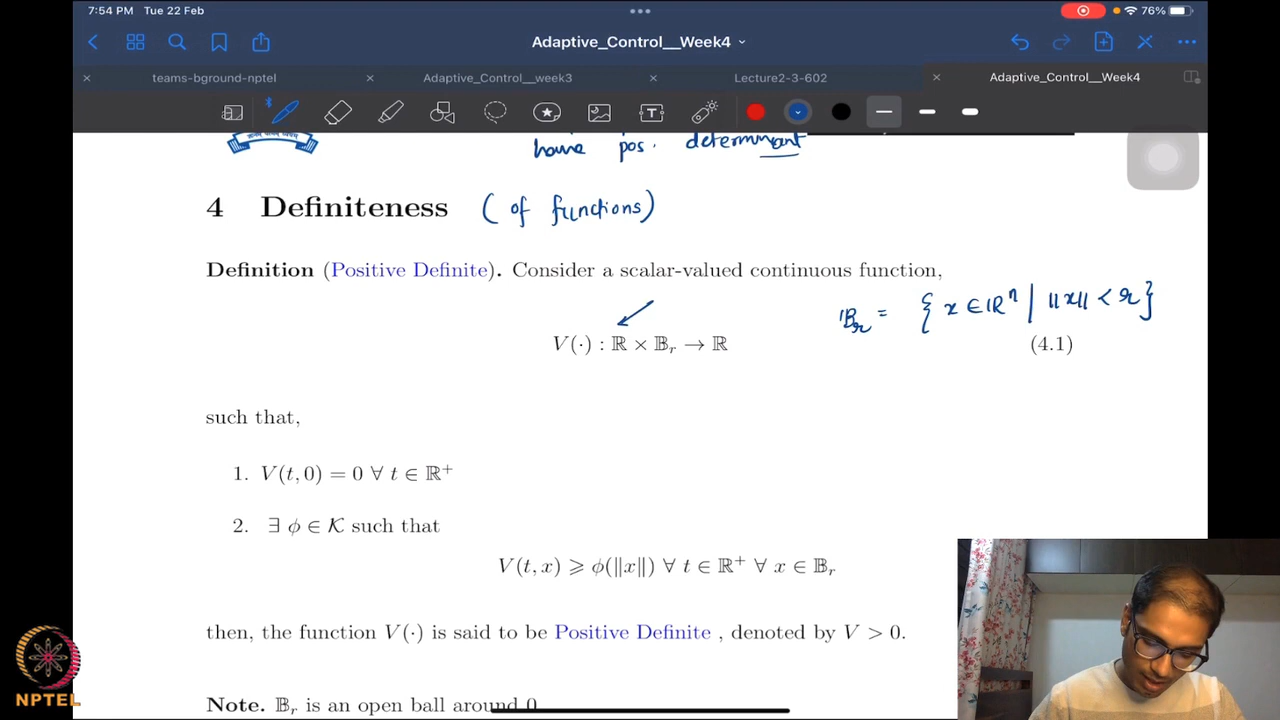 7:54 PM Tue 22 Feb
76%
Adaptive_Control__Week4
teams-bground-nptel
Adaptive_Control__week3
Lecture2-3-602
Adaptive_Control__Week4
have pos. determinant
4 Definiteness (of functions)
Definition (Positive Definite). Consider a scalar-valued continuous function,
𝔹r = { x ∈ ℝⁿ | ||x|| < r }
V(·) : ℝ × 𝔹r → ℝ (4.1)
such that,
1. V(t, 0) = 0 ∀ t ∈ ℝ⁺
2. ∃ ϕ ∈ 𝒦 such that
V(t, x) ⩾ ϕ(‖x‖) ∀ t ∈ ℝ⁺ ∀ x ∈ 𝔹r
then, the function V(·) is said to be Positive Definite , denoted by V > 0.
Note. 𝔹r is an open ball around 0
NPTEL